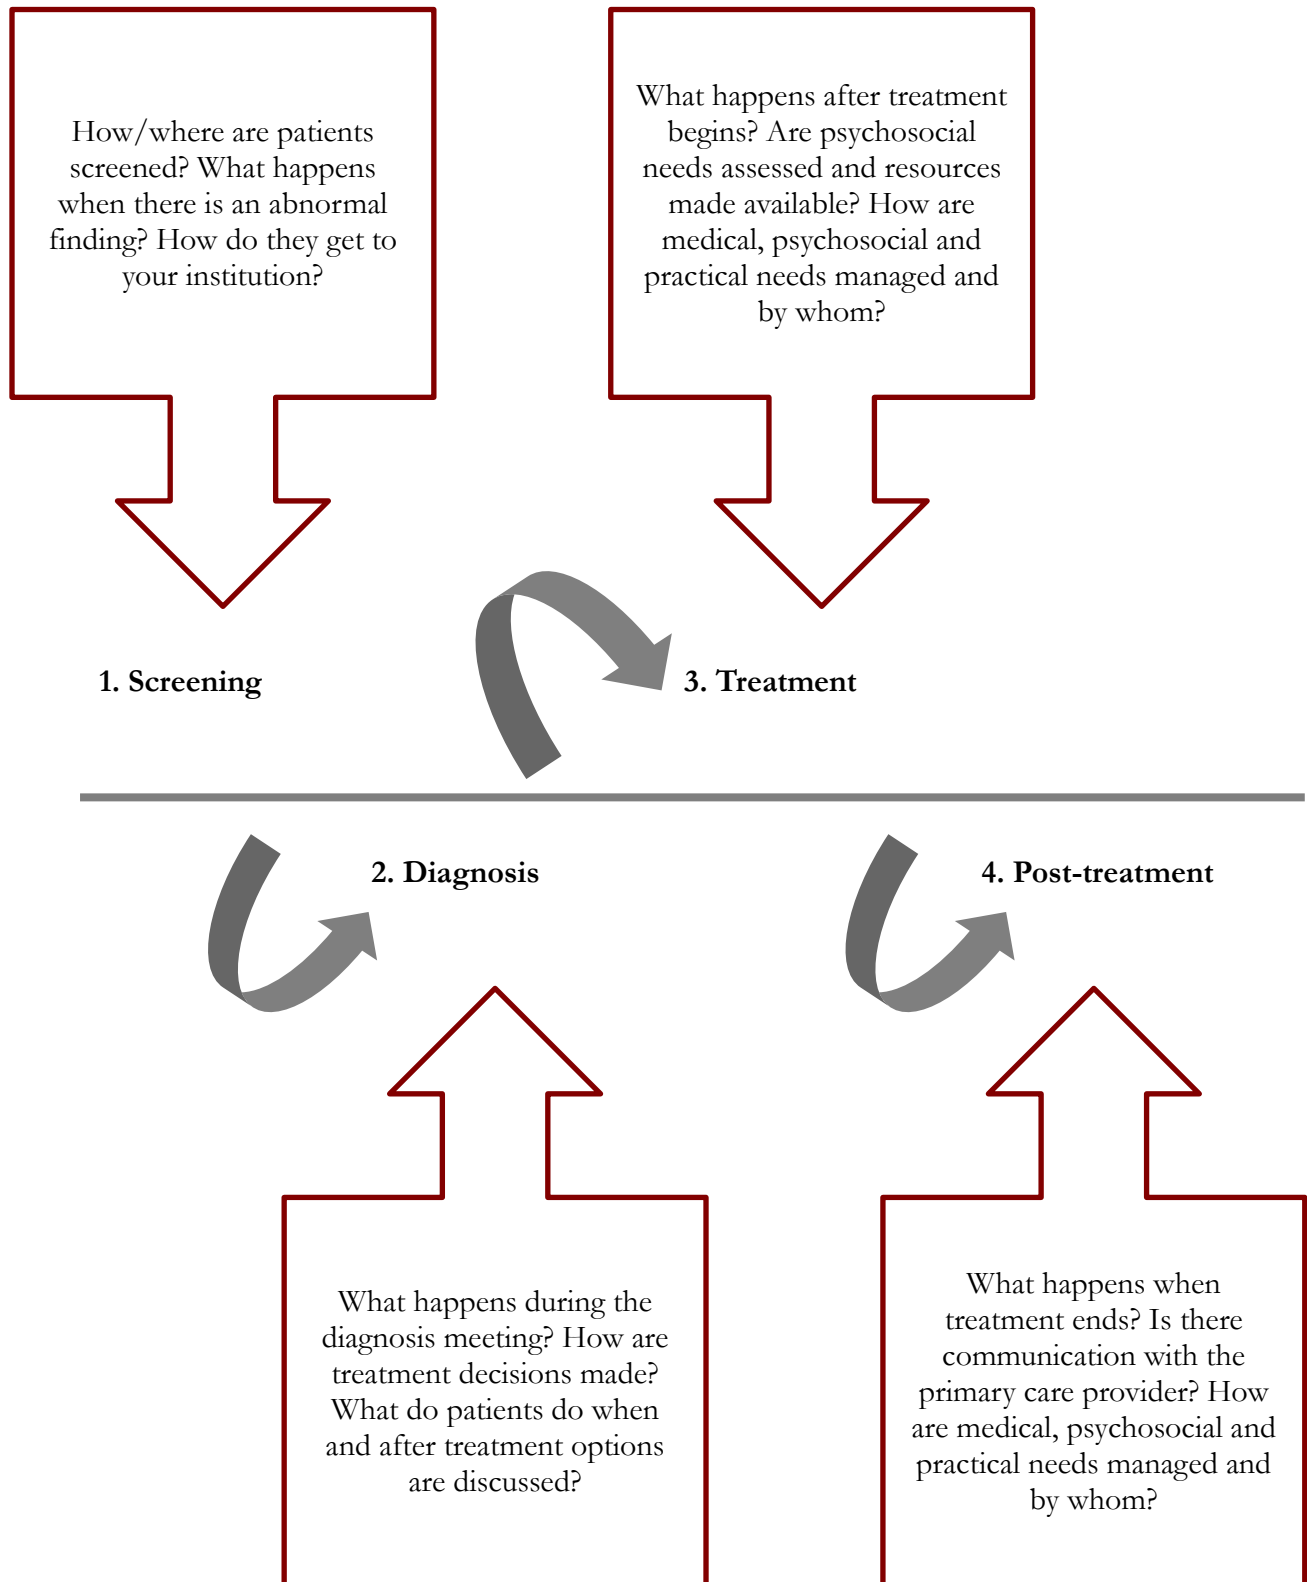 How/where are patients
screened? What happens
when there is an abnormal
finding? How do they get to
your institution?
What happens after treatment
begins? Are psychosocial
needs assessed and resources
made available? How are
medical, psychosocial and
practical needs managed and
by whom?
1. Screening
3. Treatment
2. Diagnosis
4. Post-treatment
What happens during the
diagnosis meeting? How are
treatment decisions made?
What do patients do when
and after treatment options
are discussed?
What happens when
treatment ends? Is there
communication with the
primary care provider? How
are medical, psychosocial and
practical needs managed and
by whom?